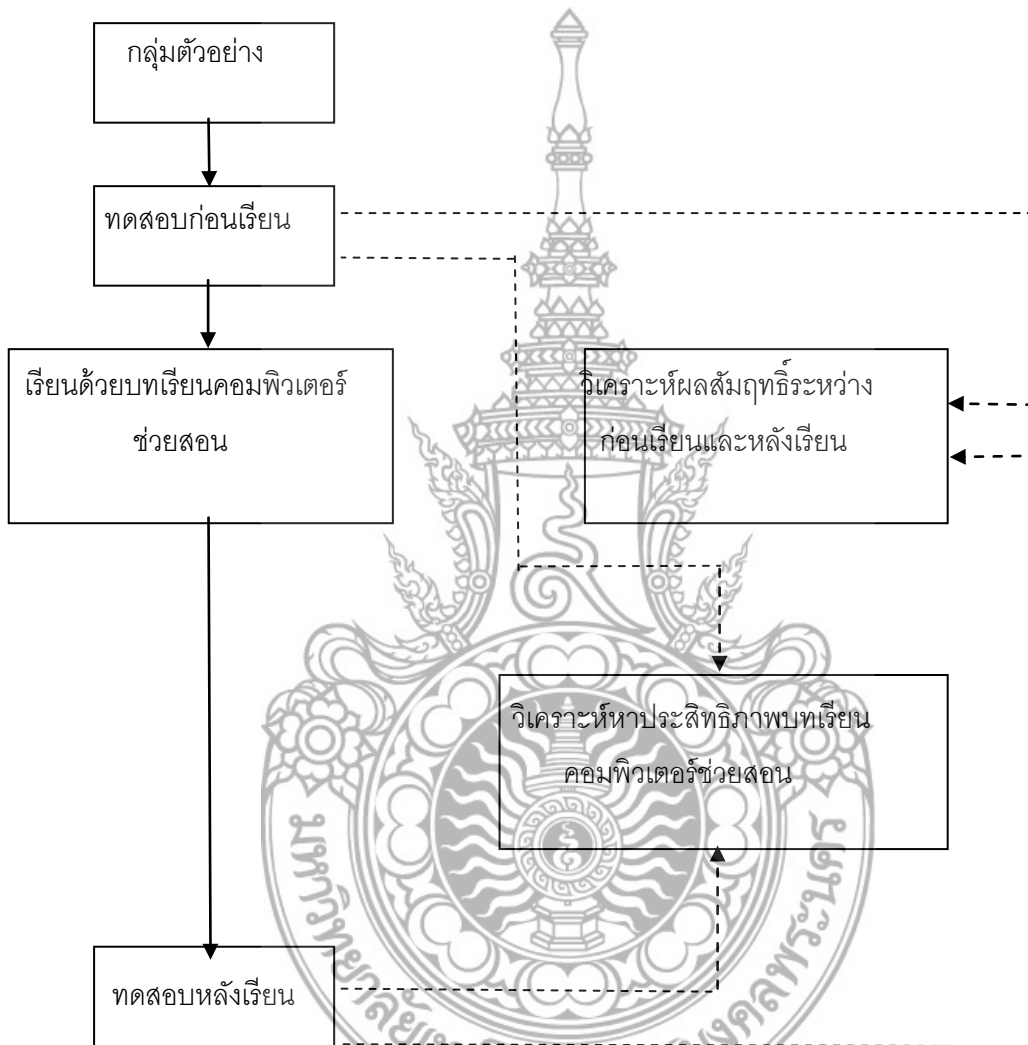 กลุ่มตัวอย่าง
ทดสอบก่อนเรียน
เรียนด้วยบทเรียนคอมพิวเตอร์
ช่วยสอน
วิเคราะห์ผลสัมฤทธิ์ระหว่าง
ก่อนเรียนและหลังเรียน
วิเคราะห์หาประสิทธิภาพบทเรียน
คอมพิวเตอร์ช่วยสอน
ทดสอบหลังเรียน